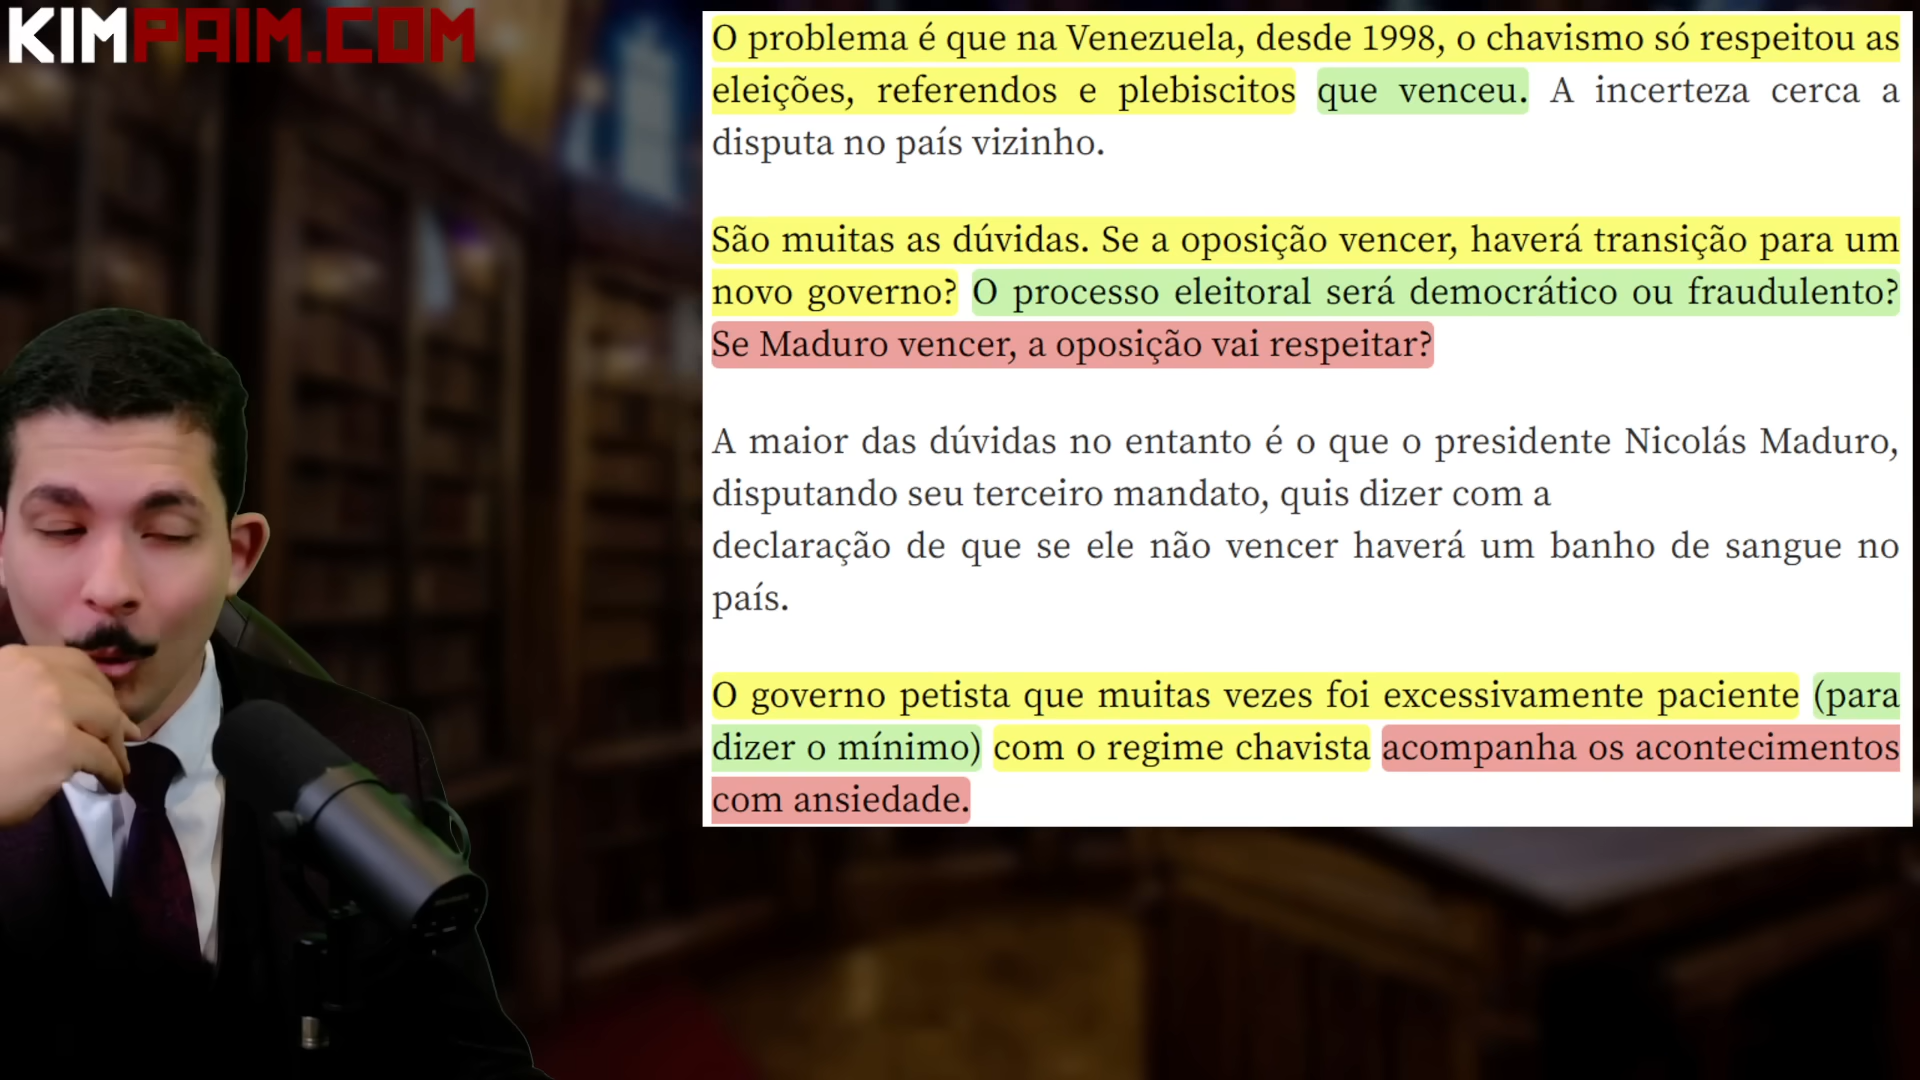 KIMPAIM.COM
O problema é que na Venezuela, desde 1998, o chavismo só respeitou as
eleições, referendos e plebiscitos que venceu. A incerteza cerca a
disputa no país vizinho.
São muitas as dúvidas. Se a oposição vencer, haverá transição para um
novo governo? O processo eleitoral será democrático ou fraudulento?
Se Maduro vencer, a oposição vai respeitar?
A maior das dúvidas no entanto é o que o presidente Nicolás Maduro,
disputando seu terceiro mandato, quis dizer com a
declaração de que se ele não vencer haverá um banho de sangue no
país.
O governo petista que muitas vezes foi excessivamente paciente (para
dizer o mínimo) com o regime chavista acompanha os acontecimentos
com ansiedade.